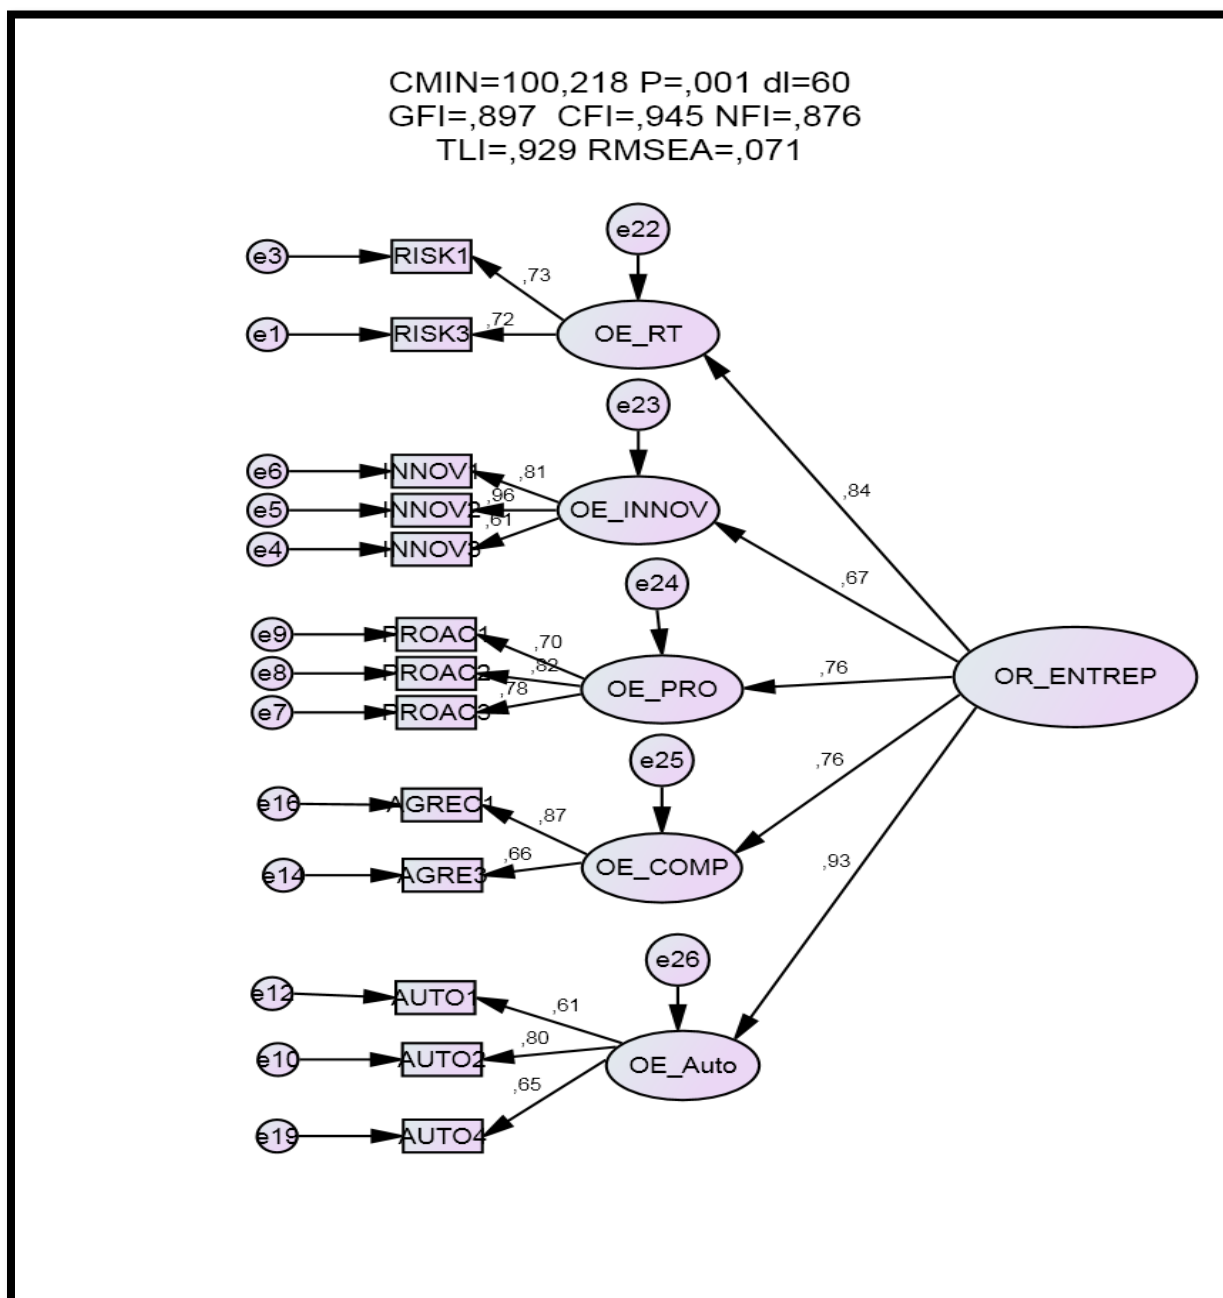 CMIN=100,218 P=,001 dl=60
GFI=,897 CFI=,945 NFI=,876
TLI=,929 RMSEA=,071
e22
e3
RISK1
,73
e1
RISK3
,72
OE_RT
e23
,84
e6
INNOV1
,81
e5
INNOV2
,96
OE_INNOV
e4
INNOV3
,61
,67
e24
e9
PROAC1
,70
e8
PROAC2
,82
e7
PROAC3
,78
OE_PRO
,76
OR_ENTREP
e25
,76
e16
AGREC1
,87
e14
AGRE3
,66
OE_COMP
,93
e26
e12
AUTO1
,61
e10
AUTO2
,80
OE_Auto
e19
AUTO4
,65